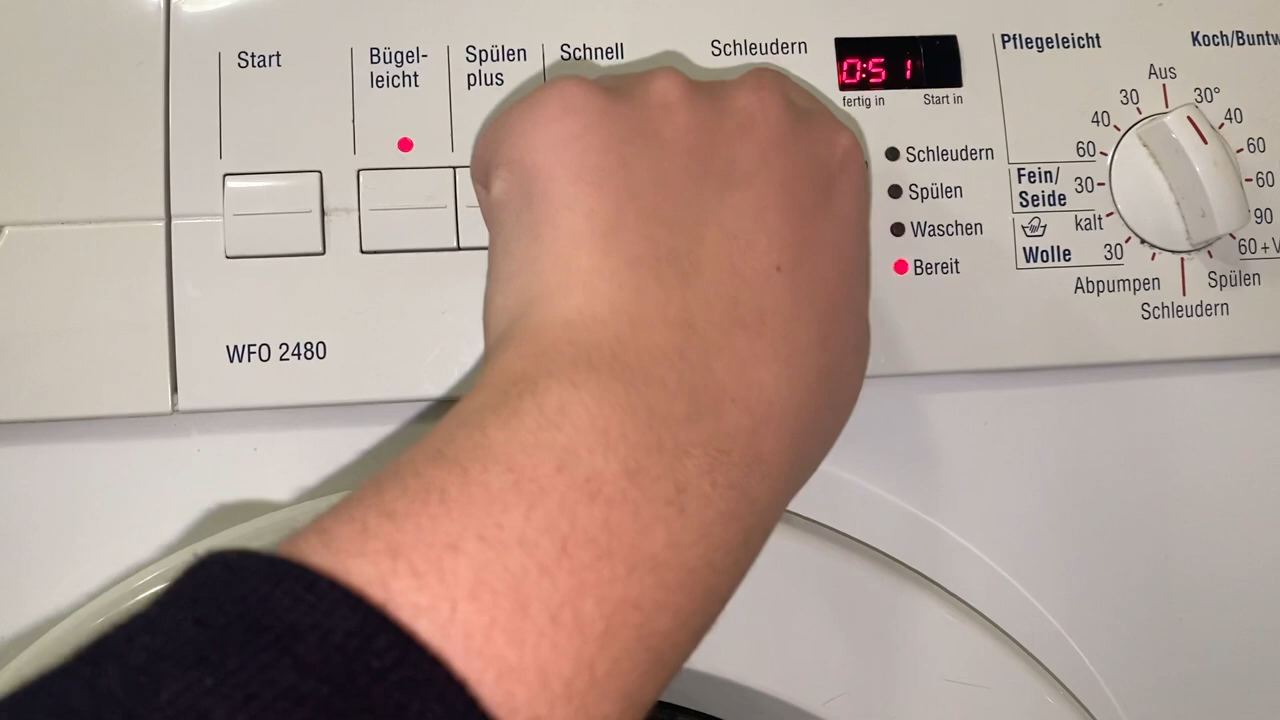 Start
Bügel-
leicht
Spülen
plus
Schnell
Schleudern
0:51
fertig in
Start in
Schleudern
Spülen
Waschen
Bereit
Pflegeleicht
Koch/Buntw
Aus
30
40
60
Fein/
Seide
30
kalt
Wolle
30
30°
40
60
60
90
60+V
Abpumpen
Schleudern
Spülen
WFO 2480